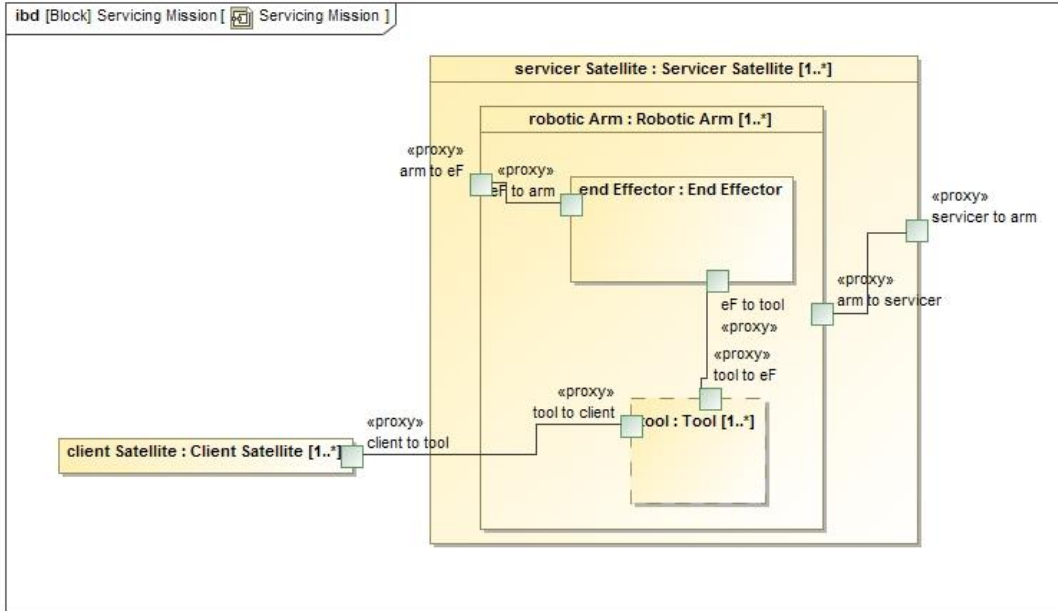 ibd [Block] Servicing Mission [ Servicing Mission ]
servicer Satellite : Servicer Satellite [1..*]
robotic Arm : Robotic Arm [1..*]
«proxy»
arm to eF
«proxy»
eF to arm
end Effector : End Effector
«proxy»
servicer to arm
«proxy»
arm to servicer
eF to tool
«proxy»
«proxy»
tool to eF
«proxy»
tool to client
tool : Tool [1..*]
«proxy»
client to tool
client Satellite : Client Satellite [1..*]